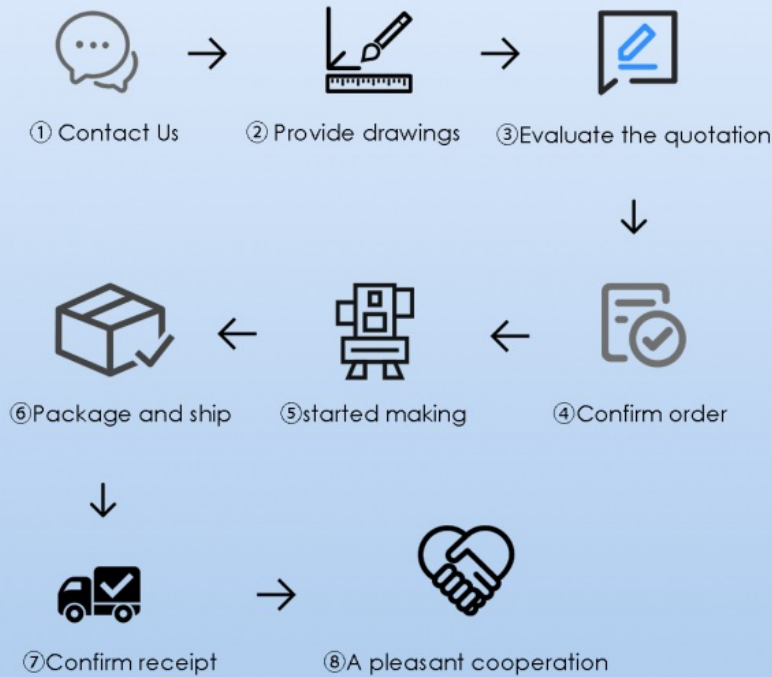 ① Contact Us
② Provide drawings
③Evaluate the quotation
④Confirm order
⑤started making
⑥Package and ship
⑦Confirm receipt
⑧A pleasant cooperation